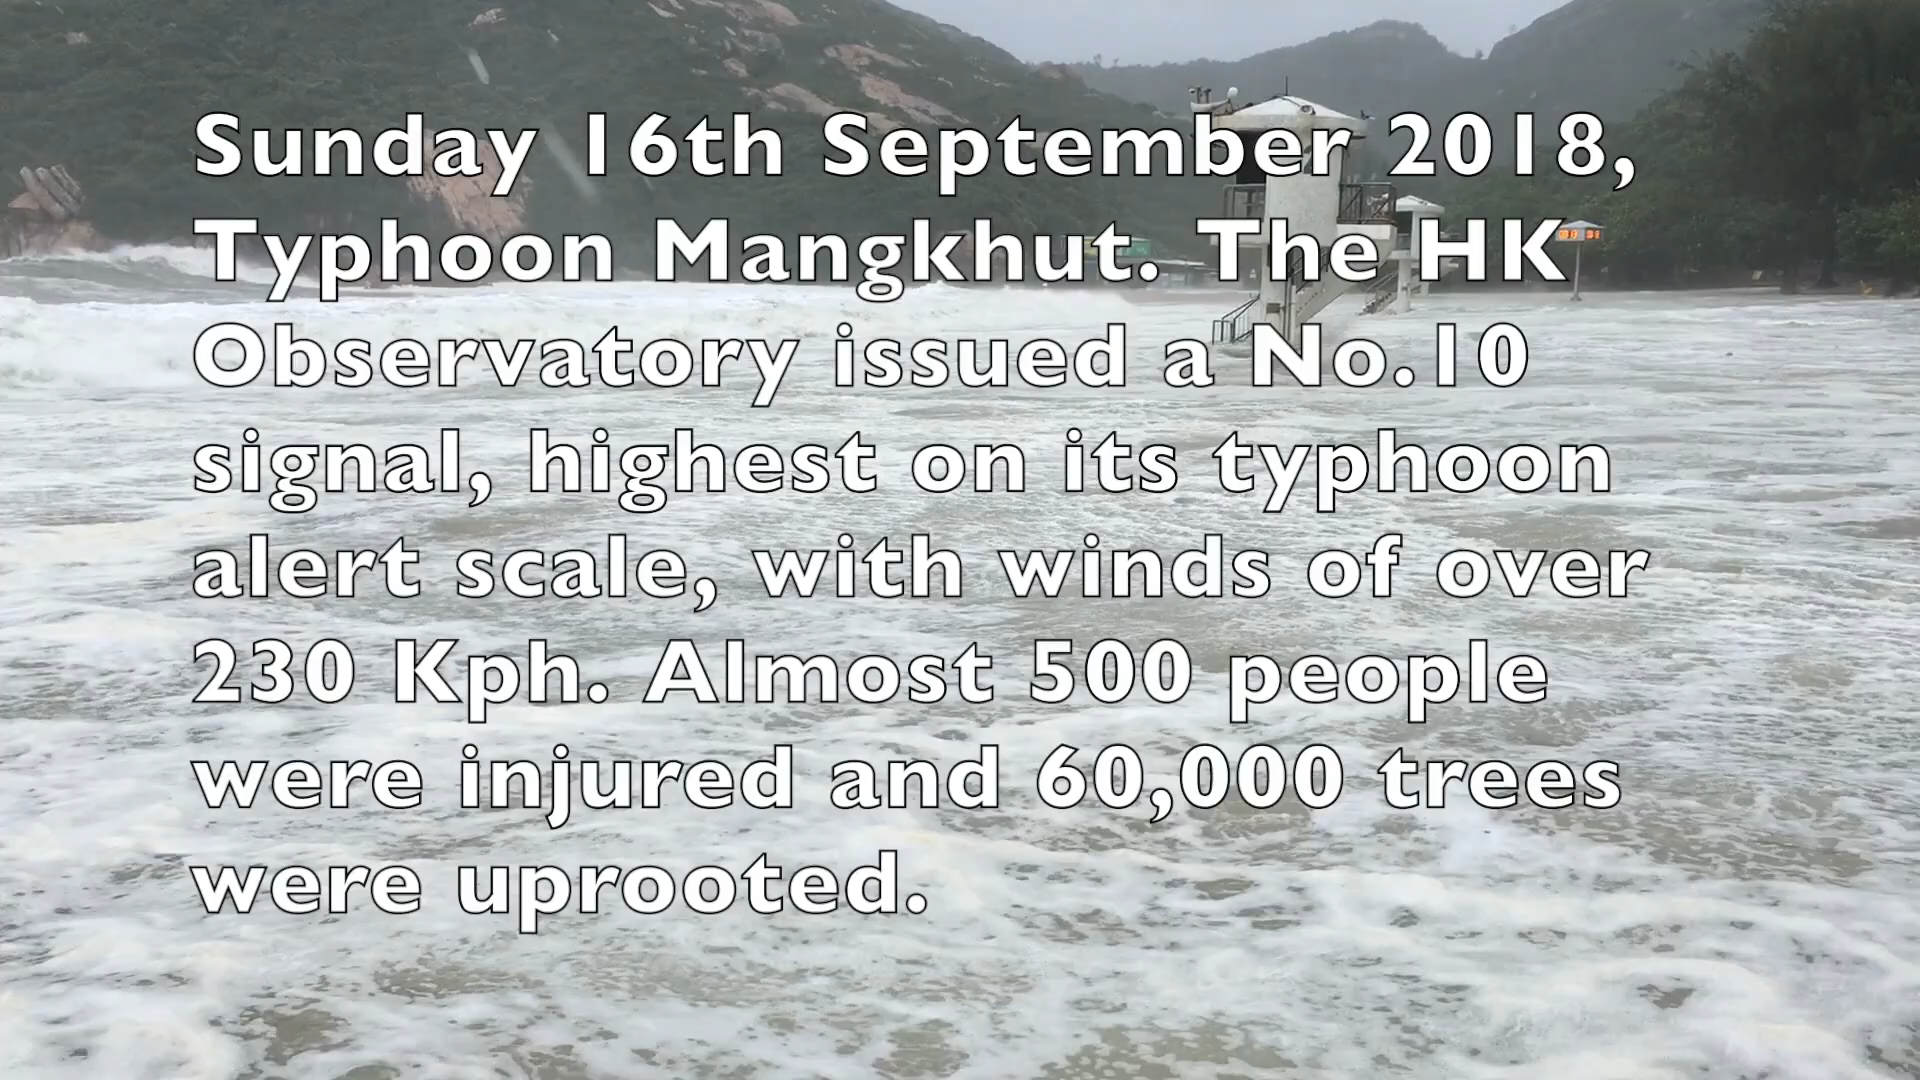 Sunday 16th September 2018,
Typhoon Mangkhut. The HK
Observatory issued a No.10
signal, highest on its typhoon
alert scale, with winds of over
230 Kph. Almost 500 people
were injured and 60,000 trees
were uprooted.